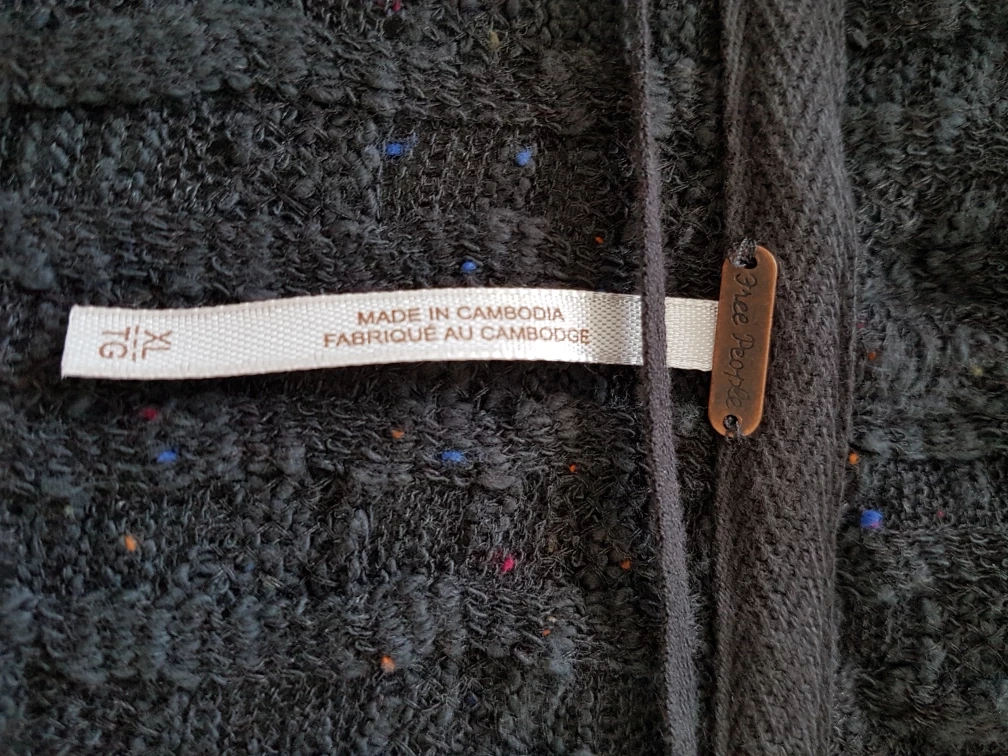 MADE IN CAMBODIA
FABRIQUÉ AU CAMBODGE
XL
TG
Free People